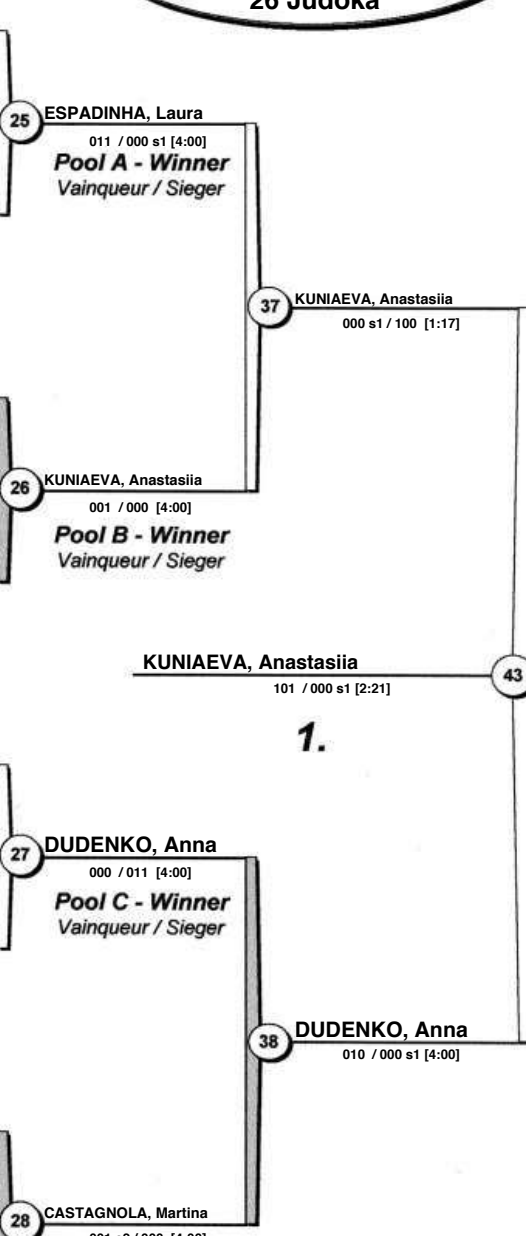 26 Judoka
25
ESPADINHA, Laura
011 / 000 s1 [4:00]
Pool A - Winner
Vainqueur / Sieger
37
KUNIAEVA, Anastasiia
000 s1 / 100 [1:17]
26
KUNIAEVA, Anastasiia
001 / 000 [4:00]
Pool B - Winner
Vainqueur / Sieger
KUNIAEVA, Anastasiia
43
101 / 000 s1 [2:21]
1.
27
DUDENKO, Anna
000 / 011 [4:00]
Pool C - Winner
Vainqueur / Sieger
38
DUDENKO, Anna
010 / 000 s1 [4:00]
28
CASTAGNOLA, Martina